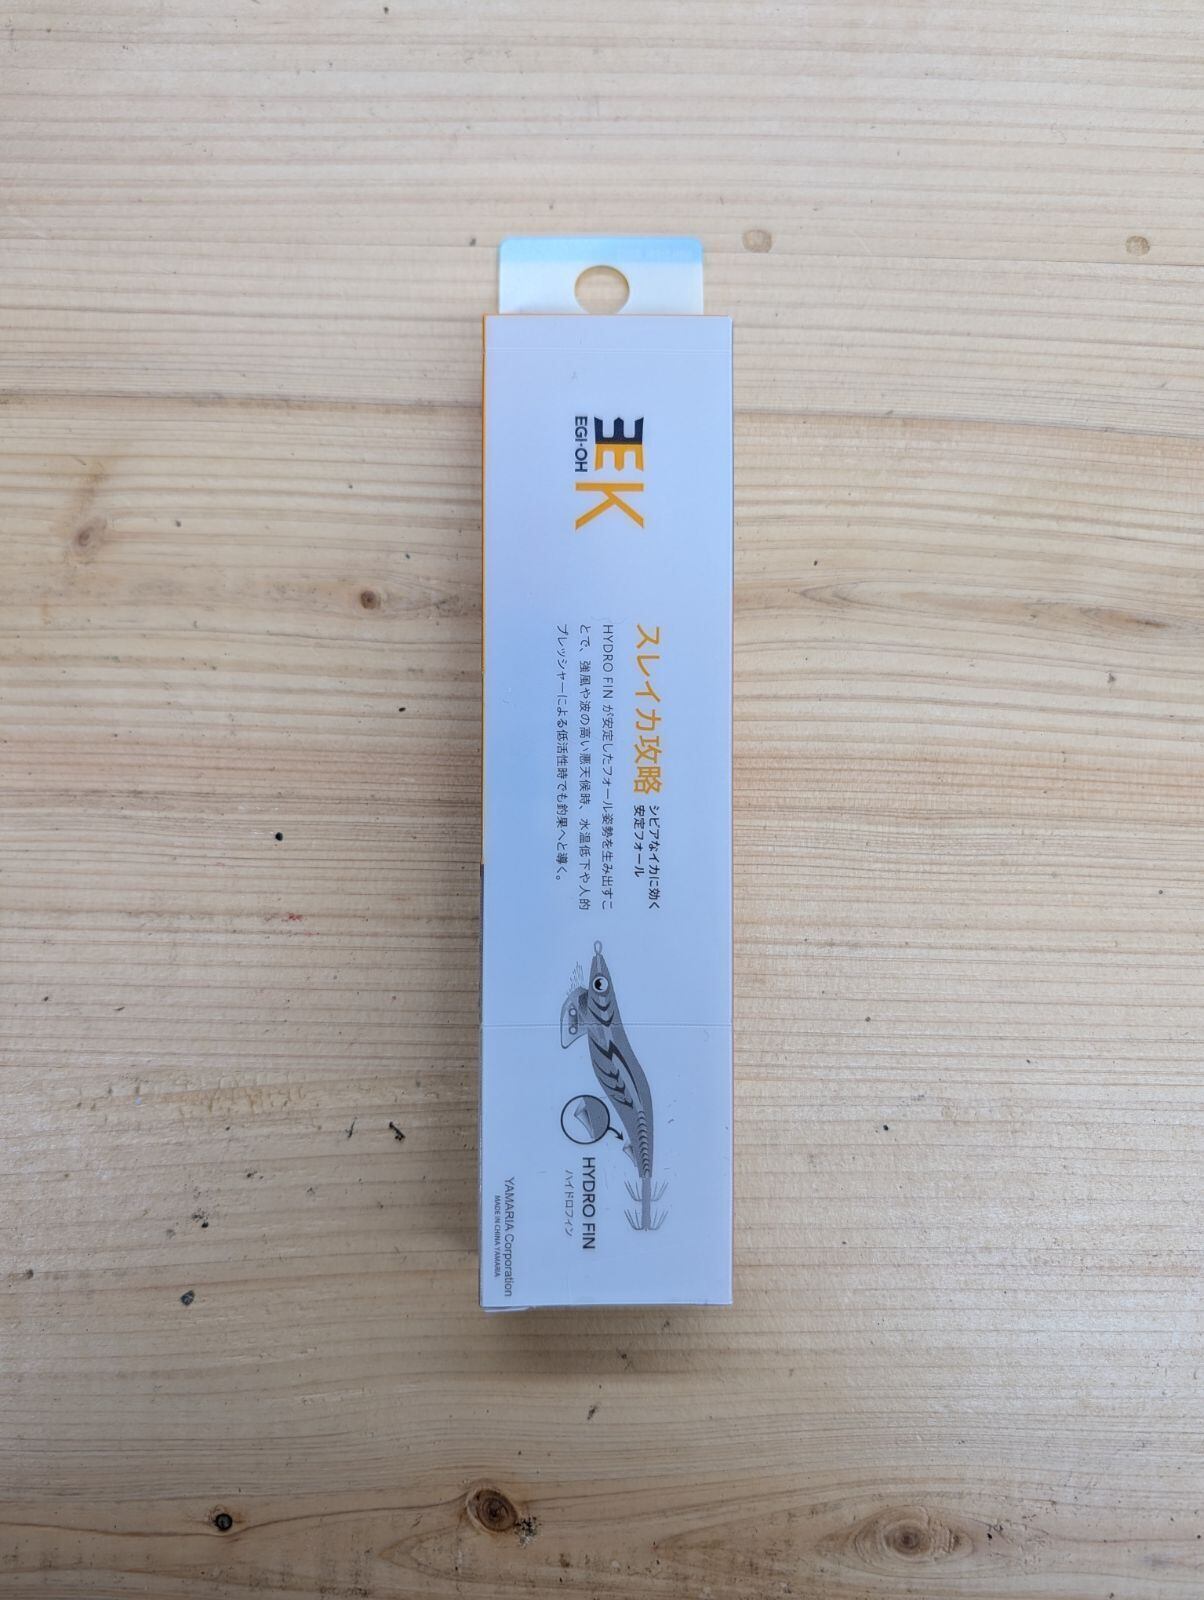 EK
EGI-OH
スレイカ攻略
シビアなイカに効く
安定フォール
HYDRO FIN が安定したフォール姿勢を生み出すこ
とで、強風や波の高い悪天候時、水温低下や人的
プレッシャーによる低活性時でも釣果へと導く。
HYDRO FIN
ハイドロフィン
YAMARIA Corporation
MADE IN CHINA YAMARIA